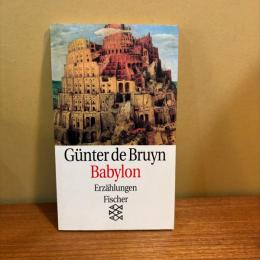 Günter de Bruyn
Babylon
Erzählungen
Fischer